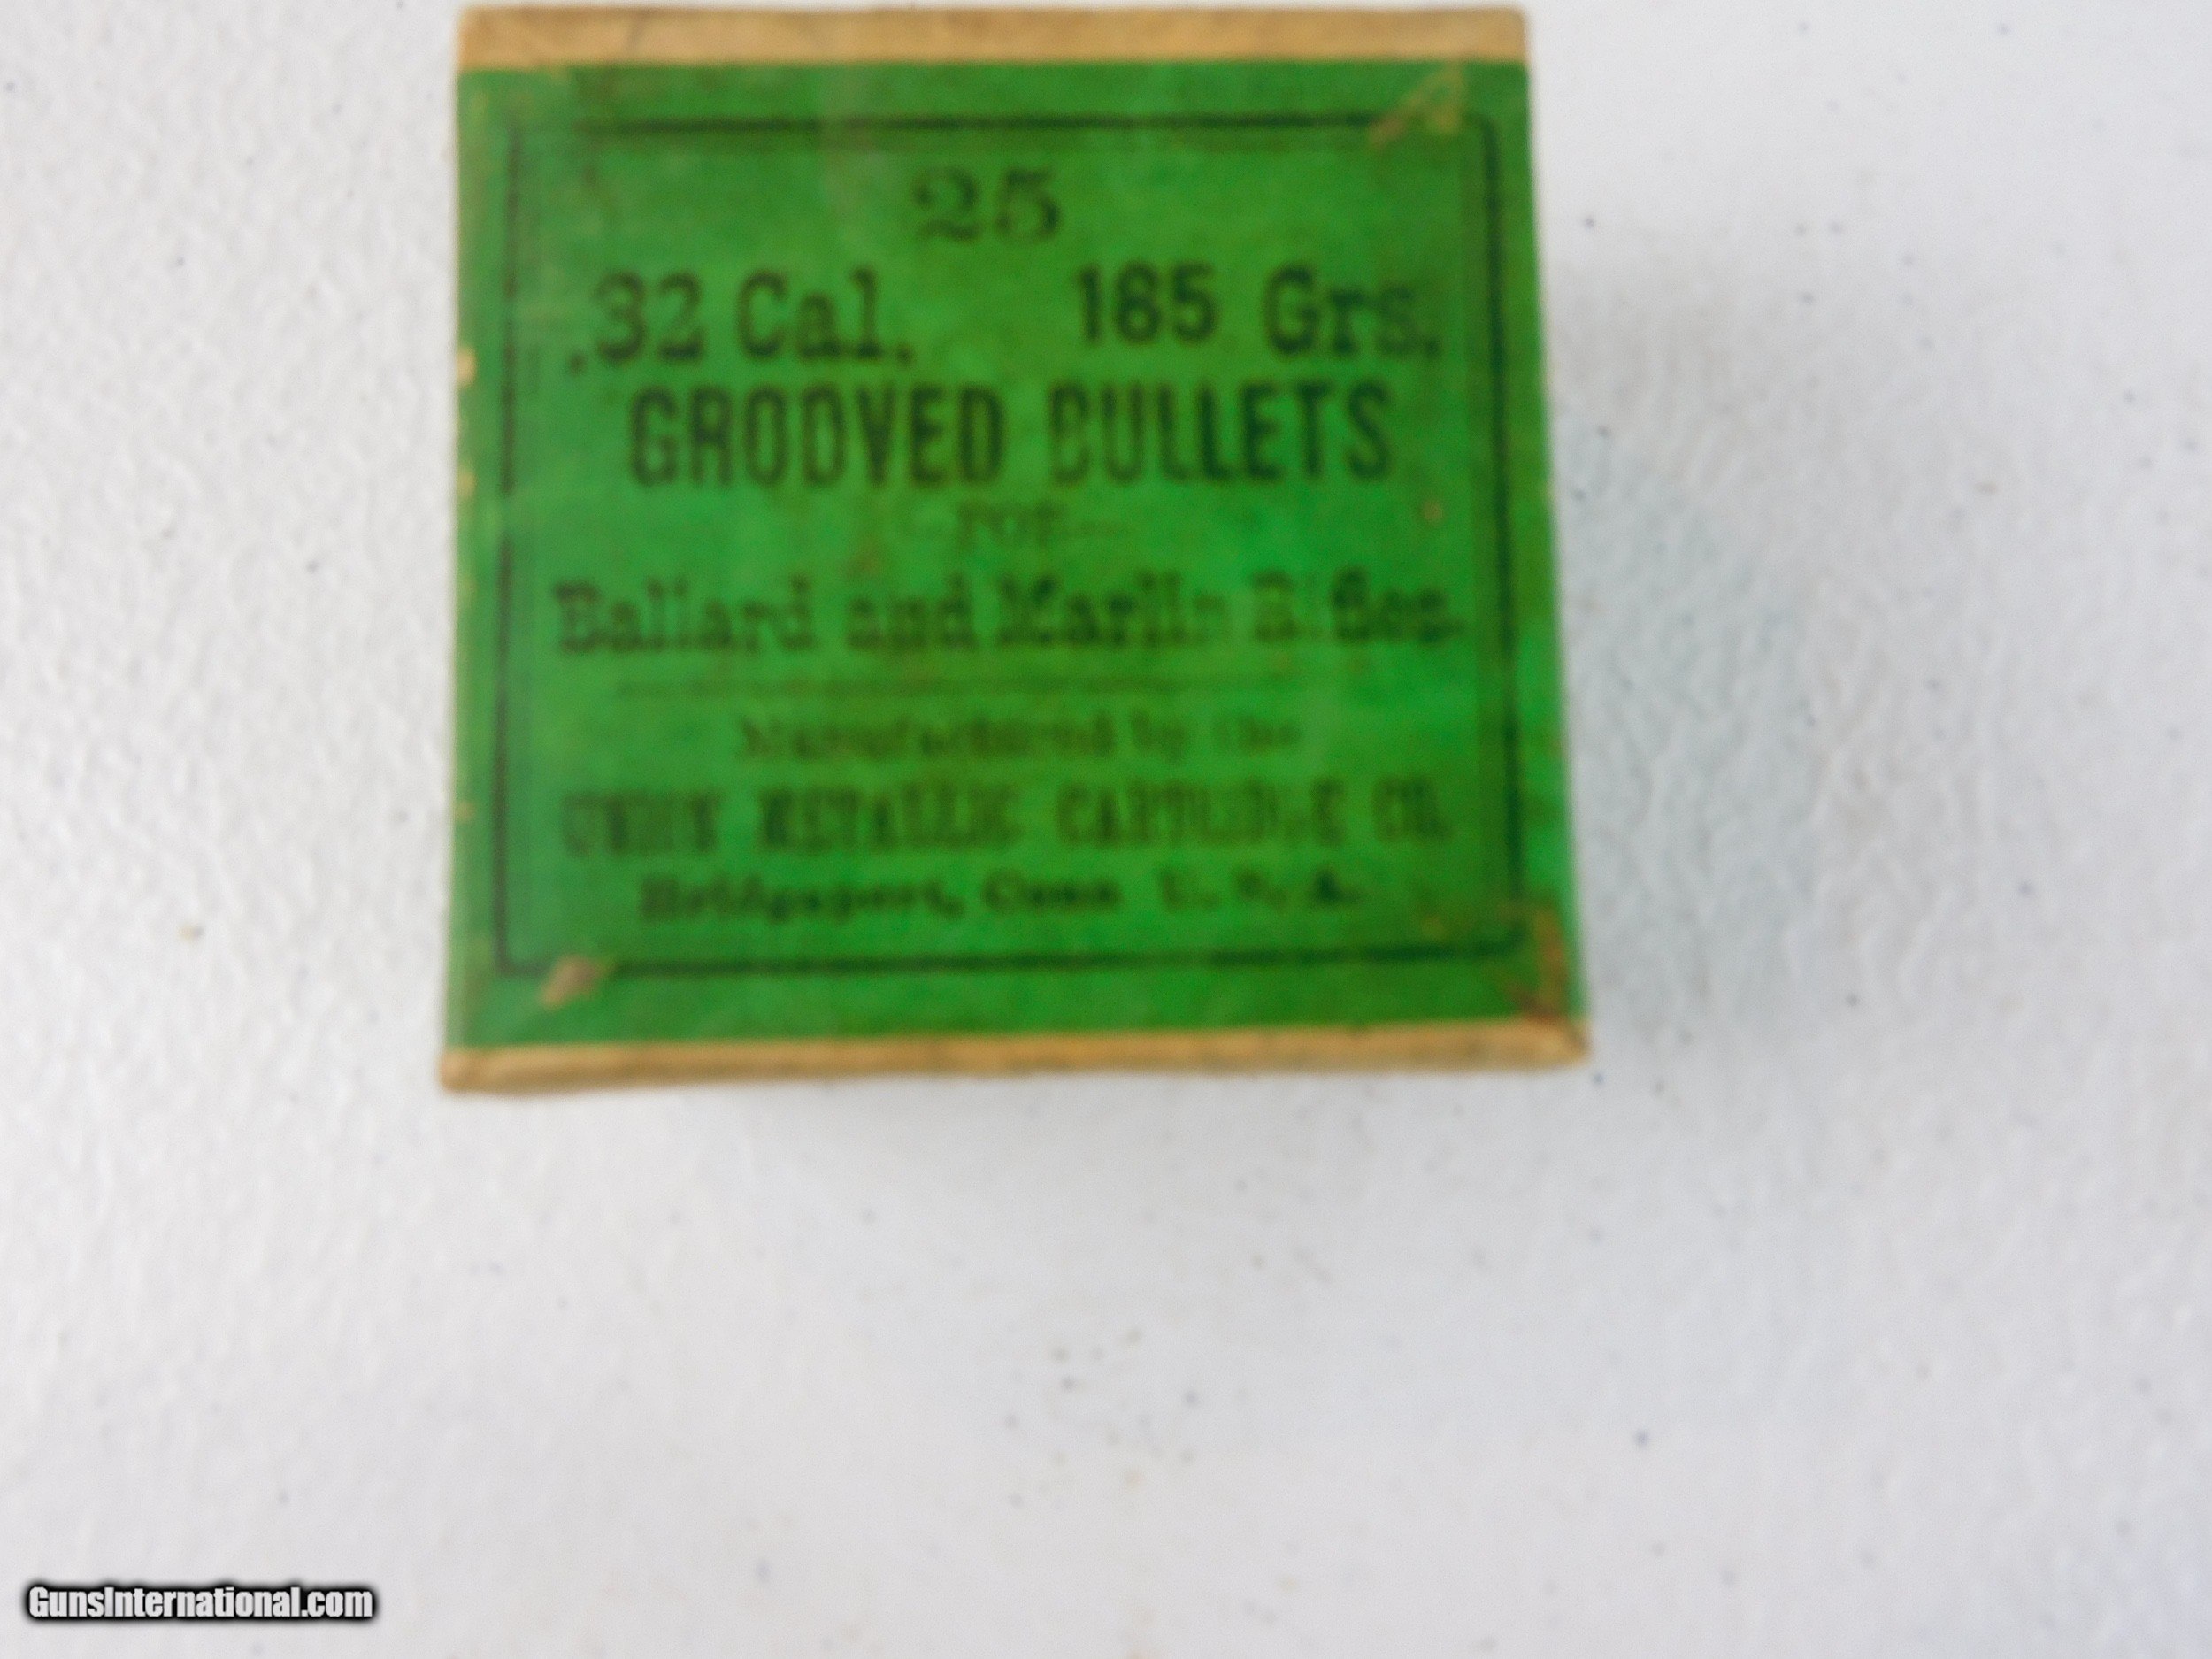 25
.32 Cal. 165 Grs.
GROOVED BULLETS
—FOR—
Ballard and Marlin Rifles.
Manufactured by the
UNION METALLIC CARTRIDGE CO.
Bridgeport, Conn. U. S. A.
GunsInternational.com